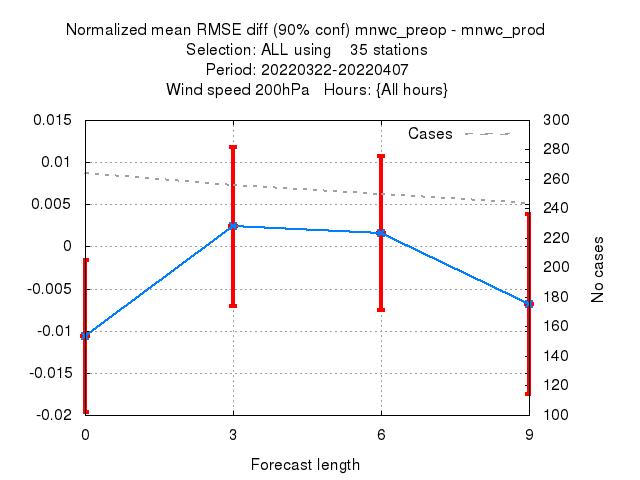 Normalized mean RMSE diff (90% conf) mnwc_preop - mnwc_prod
Selection: ALL using    35 stations
Period: 20220322-20220407
Wind speed 200hPa   Hours: {All hours}
Cases
0.015
0.01
0.005
0
-0.005
-0.01
-0.015
-0.02
300
280
260
240
220
200
180
160
140
120
100
No cases
0 3 6 9
Forecast length